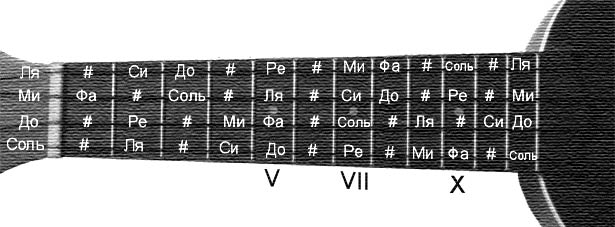 Ля # Си До # Ре # Ми Фа # Соль # Ля
Ми Фа # Соль # Ля # Си До # Ре # Ми
До # Ре # Ми Фа # Соль # Ля # Си До
Соль # Ля # Си До # Ре # Ми Фа # Соль
V VII X